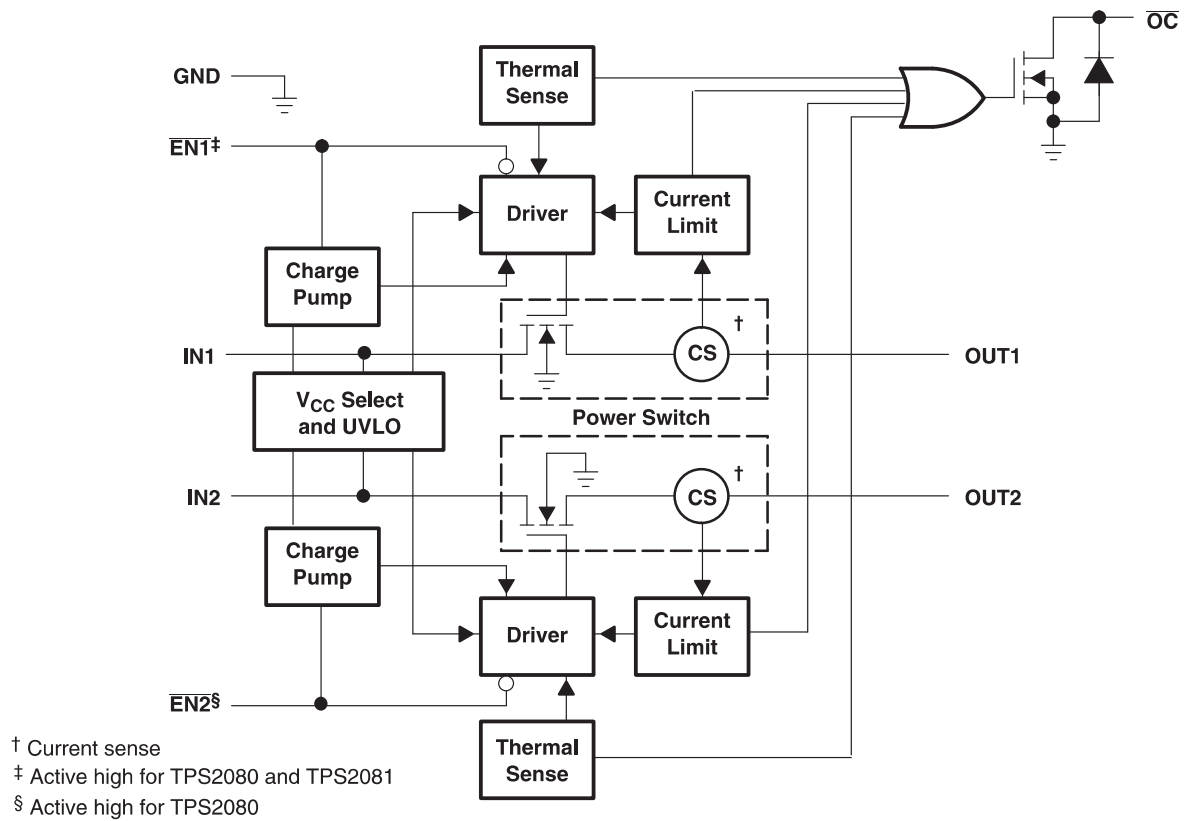 OC
Thermal
Sense
GND
EN1‡
Driver
Current
Limit
Charge
Pump
†
IN1
CS
OUT1
VCC Select
and UVLO
Power Switch
†
IN2
CS
OUT2
Charge
Pump
Driver
Current
Limit
EN2§
Thermal
Sense
† Current sense
‡ Active high for TPS2080 and TPS2081
§ Active high for TPS2080